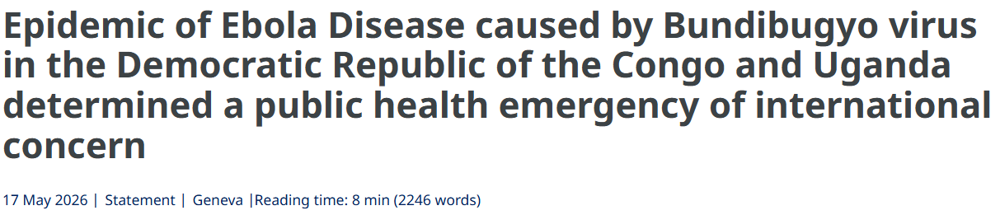 Epidemic of Ebola Disease caused by Bundibugyo virus
in the Democratic Republic of the Congo and Uganda
determined a public health emergency of international
concern
17 May 2026 | Statement | Geneva |Reading time: 8 min (2246 words)